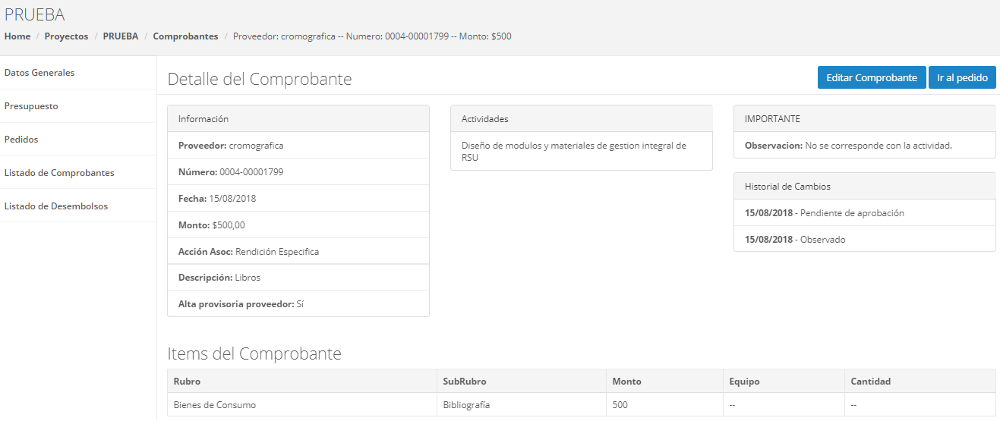 PRUEBA
Home / Proyectos / PRUEBA / Comprobantes / Proveedor: cromografica -- Numero: 0004-00001799 -- Monto: $500
Datos Generales
Presupuesto
Pedidos
Listado de Comprobantes
Listado de Desembolsos
Detalle del Comprobante
Editar Comprobante
Ir al pedido
Información
Proveedor: cromografica
Número: 0004-00001799
Fecha: 15/08/2018
Monto: $500,00
Acción Asoc: Rendición Especifica
Descripción: Libros
Alta provisoria proveedor: Sí
Actividades
Diseño de modulos y materiales de gestion integral de
RSU
IMPORTANTE
Observacion: No se corresponde con la actividad.
Historial de Cambios
15/08/2018 - Pendiente de aprobación
15/08/2018 - Observado
Items del Comprobante
Rubro SubRubro Monto Equipo Cantidad
Bienes de Consumo Bibliografía 500 -- --